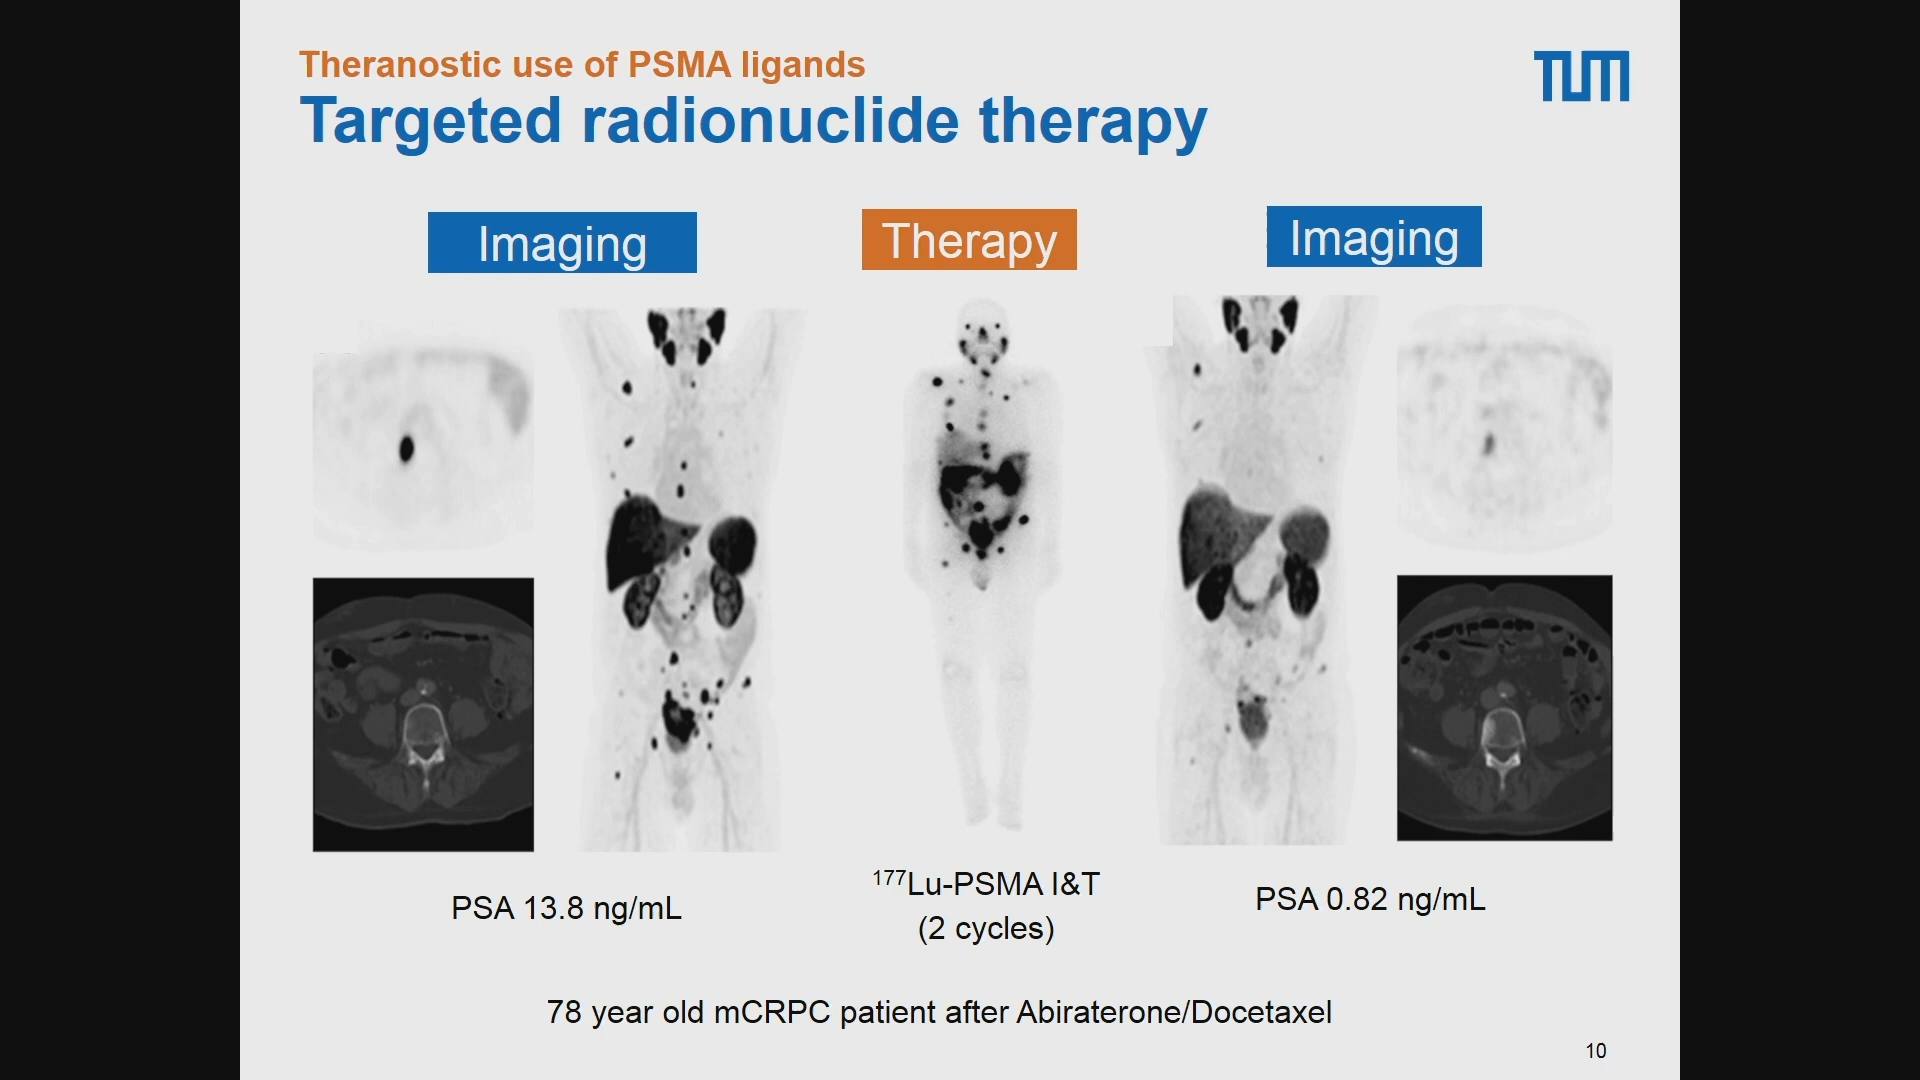 Theranostic use of PSMA ligands
TUM
Targeted radionuclide therapy
Imaging
Therapy
Imaging
PSA 13.8 ng/mL
¹⁷⁷Lu-PSMA I&T
(2 cycles)
PSA 0.82 ng/mL
78 year old mCRPC patient after Abiraterone/Docetaxel
10